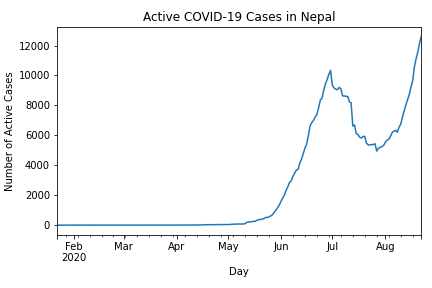 Active COVID-19 Cases in Nepal
12000
10000
8000
6000
4000
2000
0
Number of Active Cases
Feb
2020
Mar
Apr
May
Jun
Jul
Aug
Day